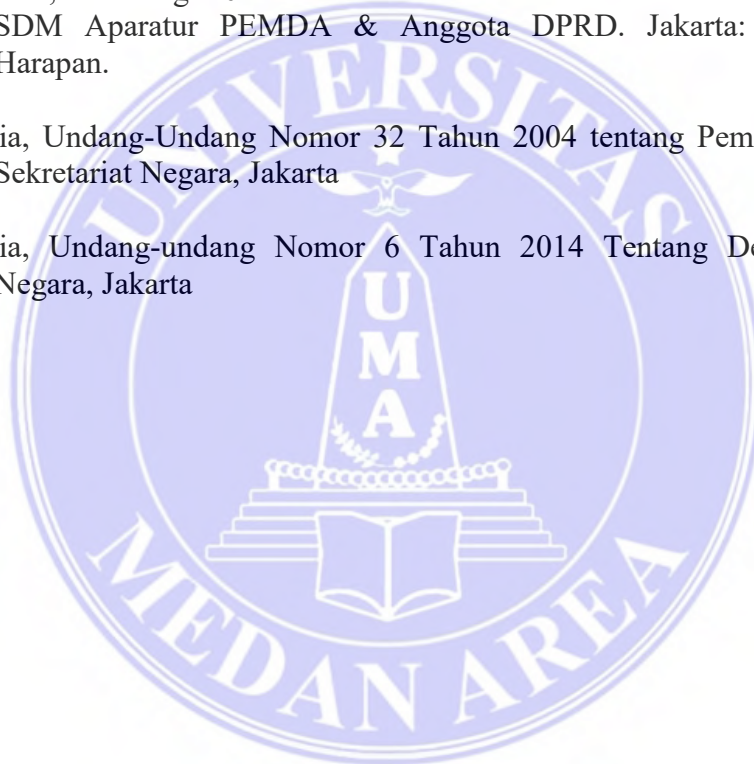 SDM Aparatur PEMDA & Anggota DPRD. Jakarta:
Harapan.
ia, Undang-Undang Nomor 32 Tahun 2004 tentang Pem
Sekretariat Negara, Jakarta
ia, Undang-undang Nomor 6 Tahun 2014 Tentang De
Negara, Jakarta
UNIVERSITAS
UMA
MEDAN AREA